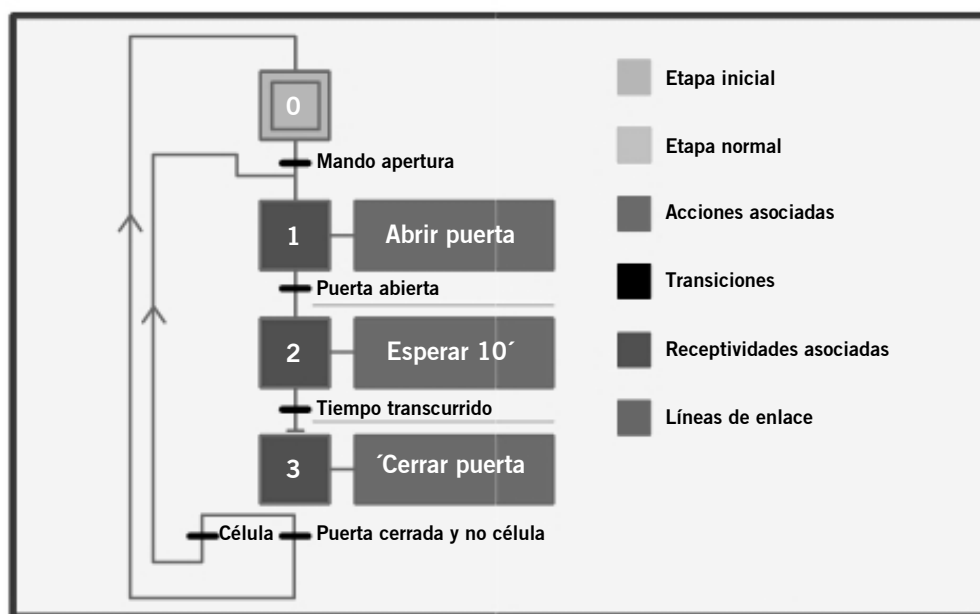 0
Mando apertura
1
Abrir puerta
Puerta abierta
2
Esperar 10´
Tiempo transcurrido
3
´Cerrar puerta
Célula
Puerta cerrada y no célula
Etapa inicial
Etapa normal
Acciones asociadas
Transiciones
Receptividades asociadas
Líneas de enlace